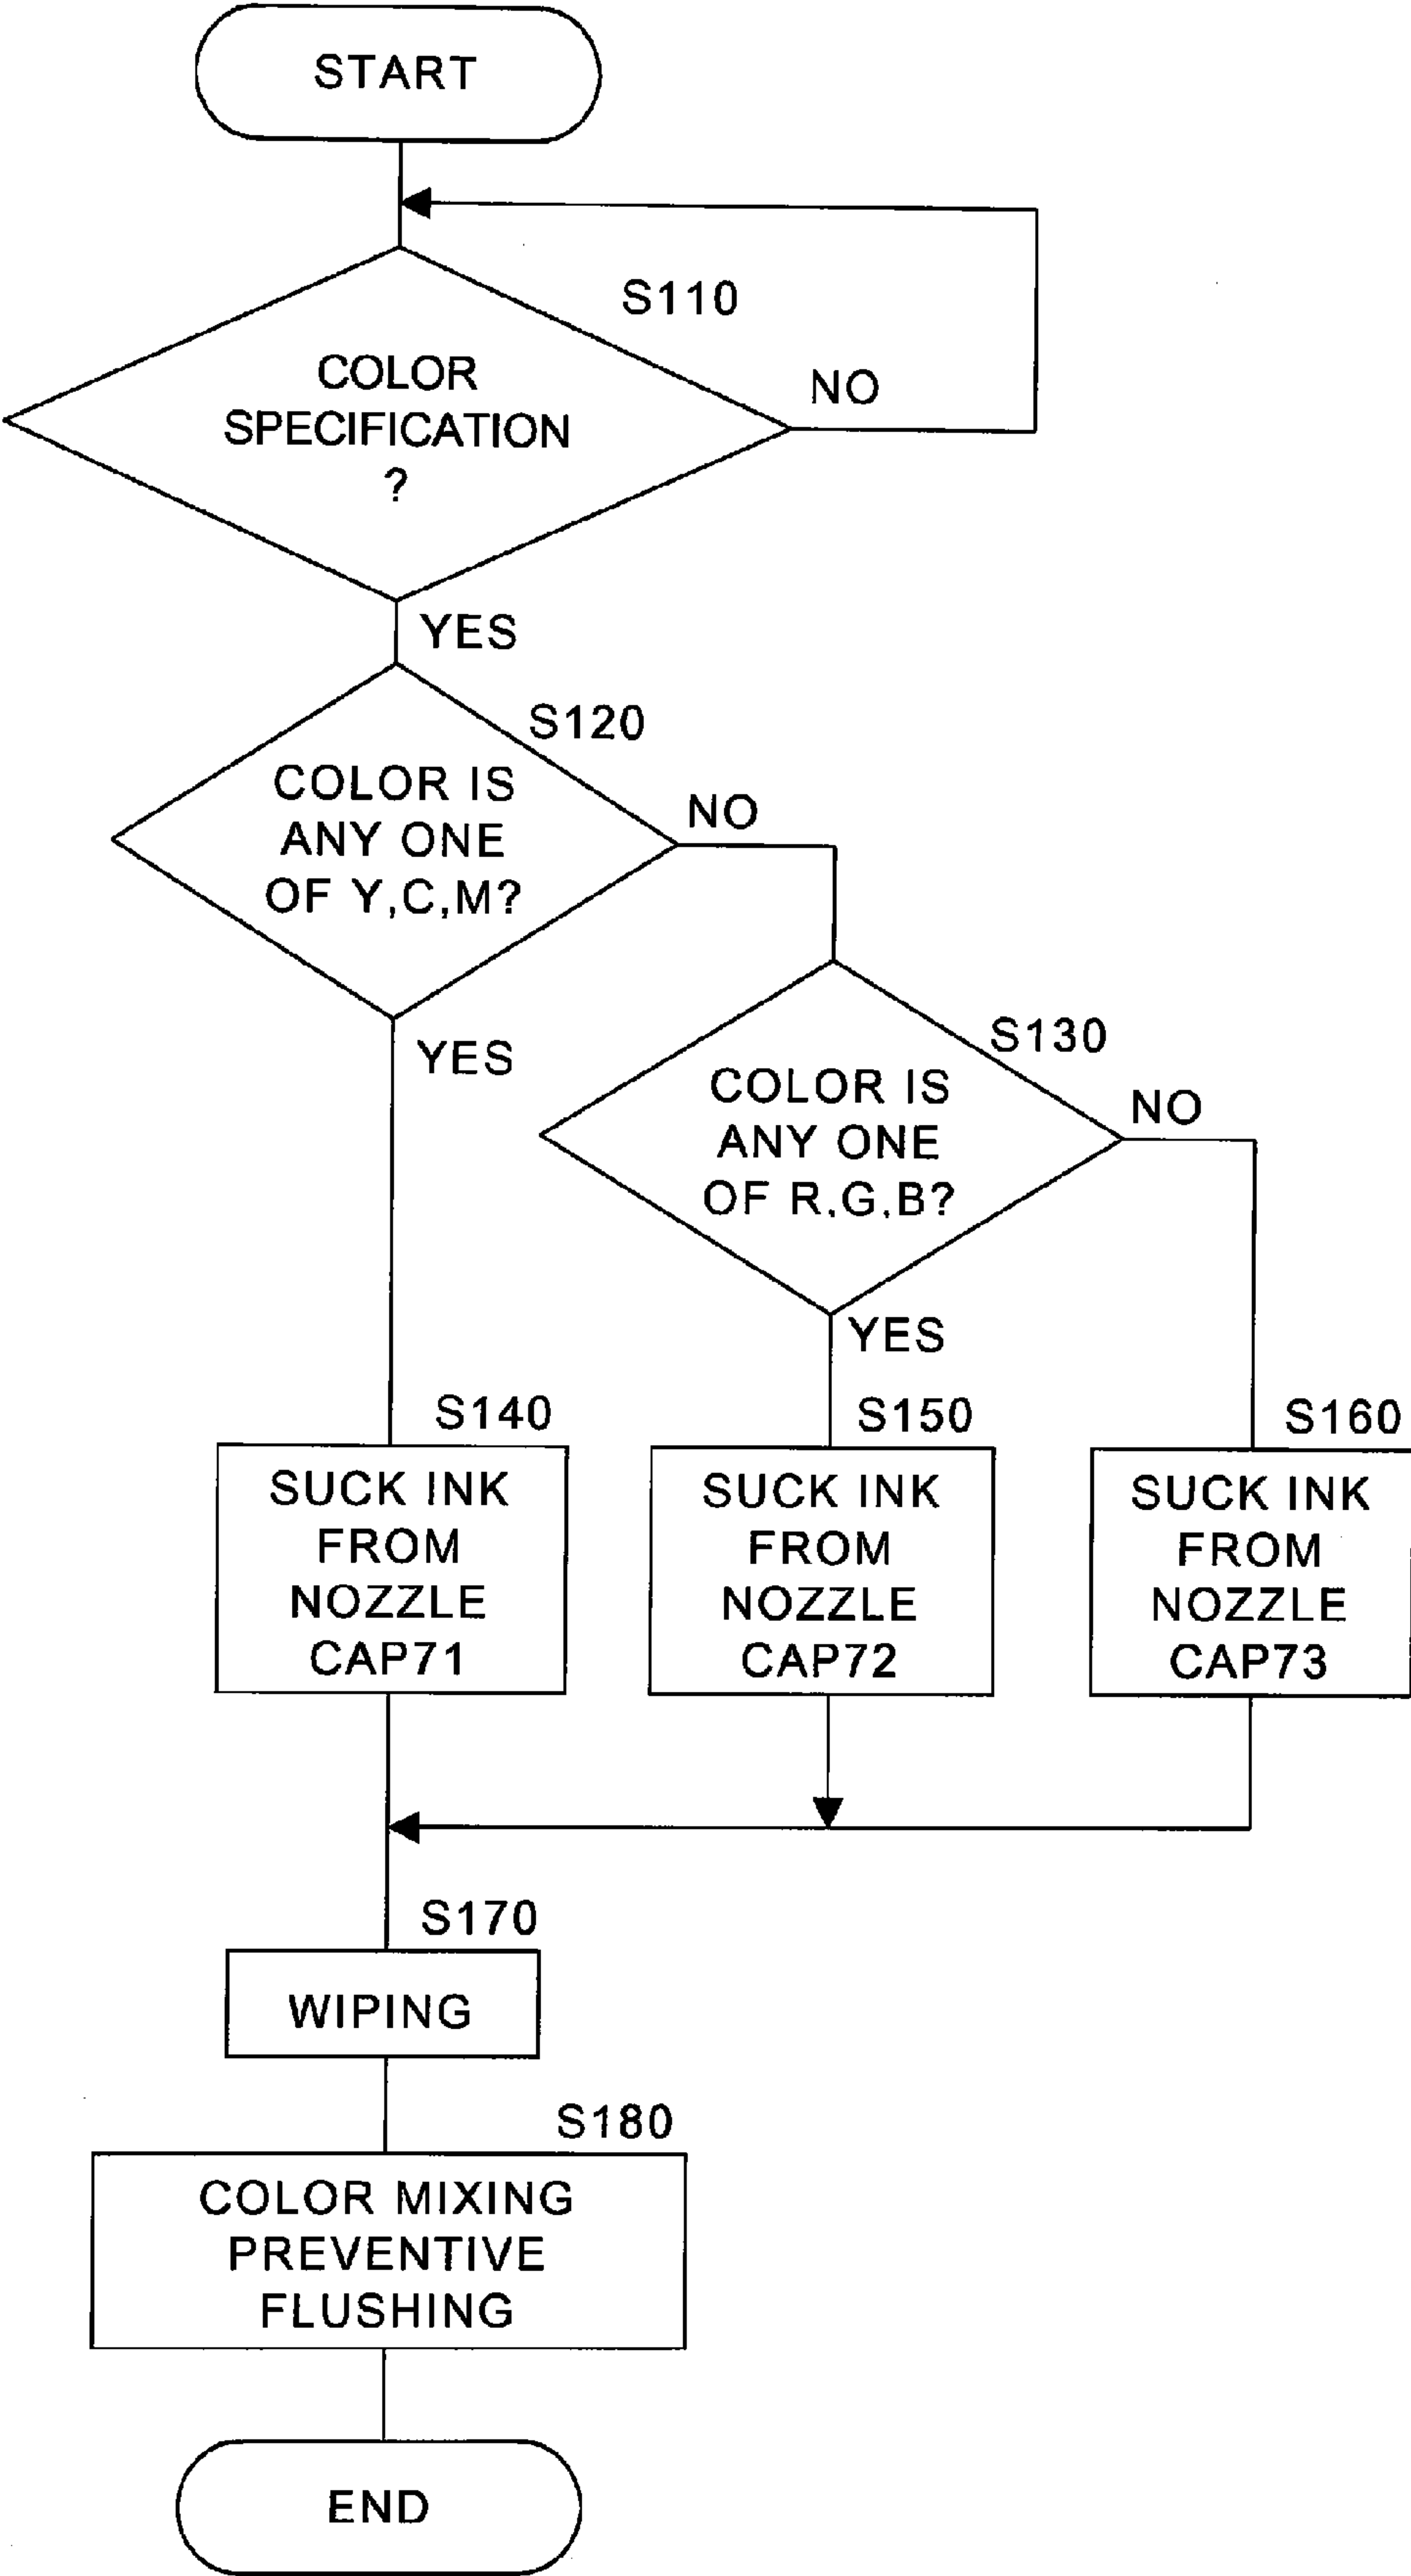 START
S110
COLOR
SPECIFICATION
?
NO
YES
S120
COLOR IS
ANY ONE
OF Y,C,M?
NO
YES
S130
COLOR IS
ANY ONE
OF R,G,B?
NO
YES
S140
SUCK INK
FROM
NOZZLE
CAP71
S150
SUCK INK
FROM
NOZZLE
CAP72
S160
SUCK INK
FROM
NOZZLE
CAP73
S170
WIPING
S180
COLOR MIXING
PREVENTIVE
FLUSHING
END